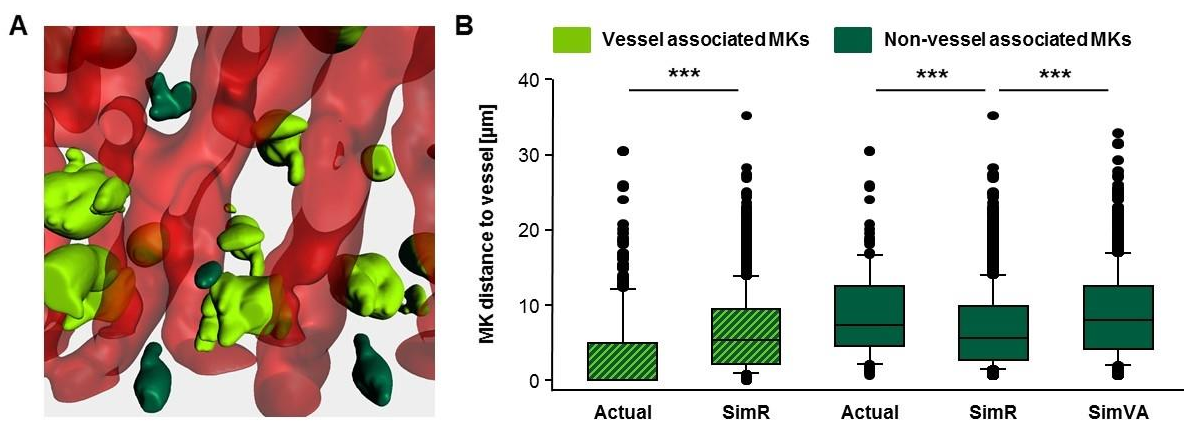 A
B
Vessel associated MKs
Non-vessel associated MKs
***
***
***
MK distance to vessel [µm]
40
30
20
10
0
Actual
SimR
Actual
SimR
SimVA